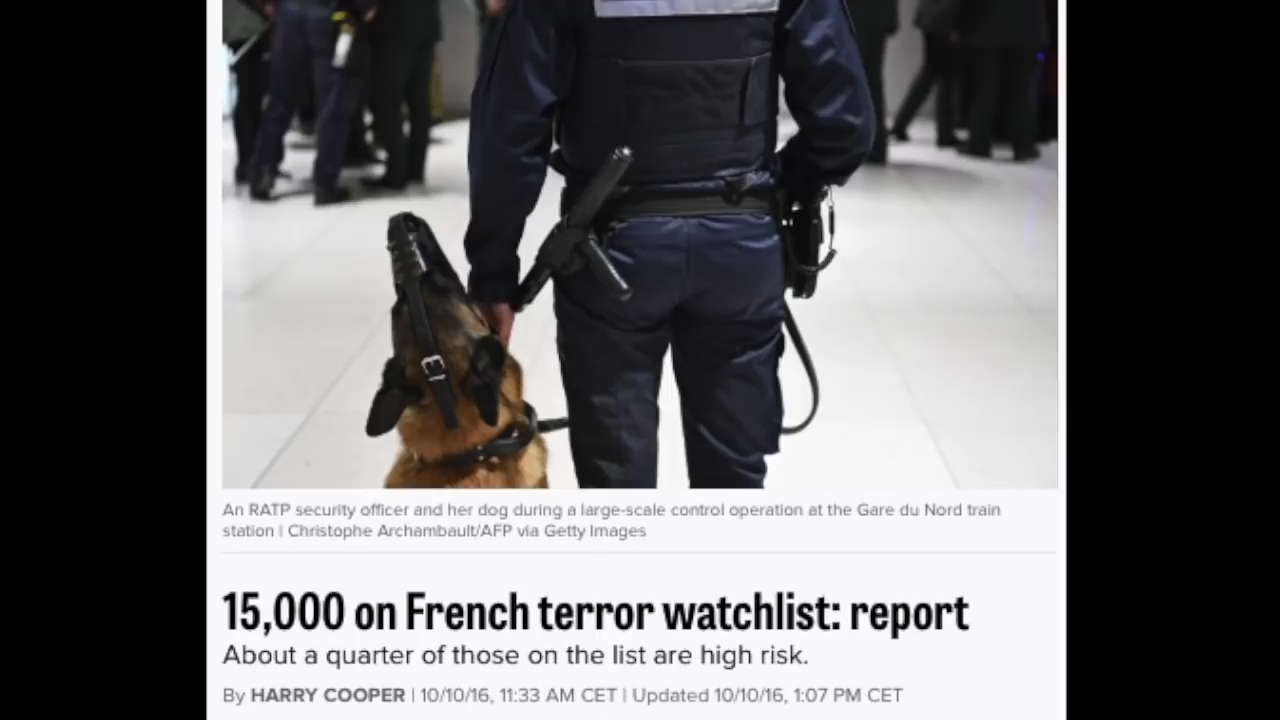 An RATP security officer and her dog during a large-scale control operation at the Gare du Nord train
station | Christophe Archambault/AFP via Getty Images
15,000 on French terror watchlist: report
About a quarter of those on the list are high risk.
By HARRY COOPER | 10/10/16, 11:33 AM CET | Updated 10/10/16, 1:07 PM CET